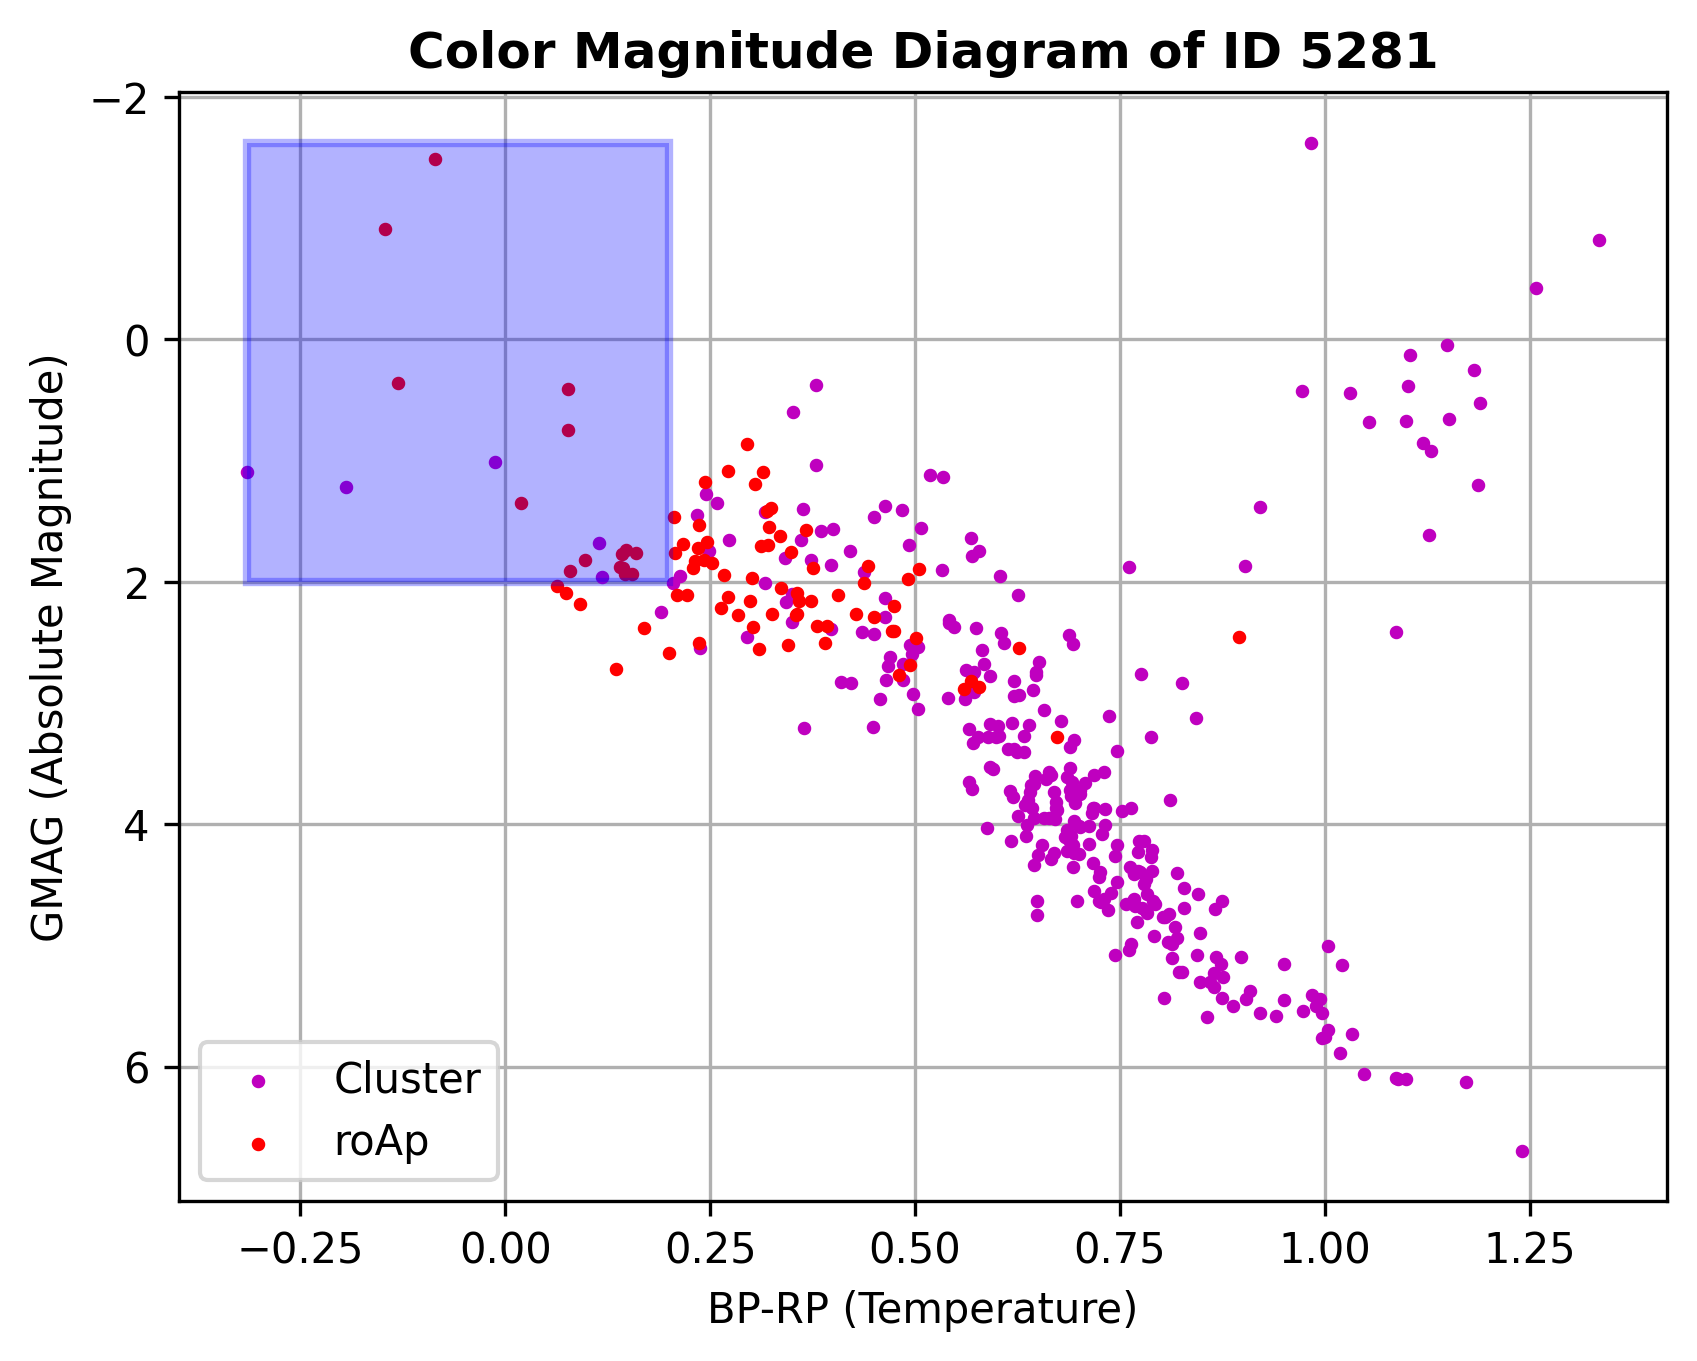 Color Magnitude Diagram of ID 5281
−2
0
2
4
6
GMAG (Absolute Magnitude)
Cluster
roAp
−0.25 0.00 0.25 0.50 0.75 1.00 1.25
BP-RP (Temperature)